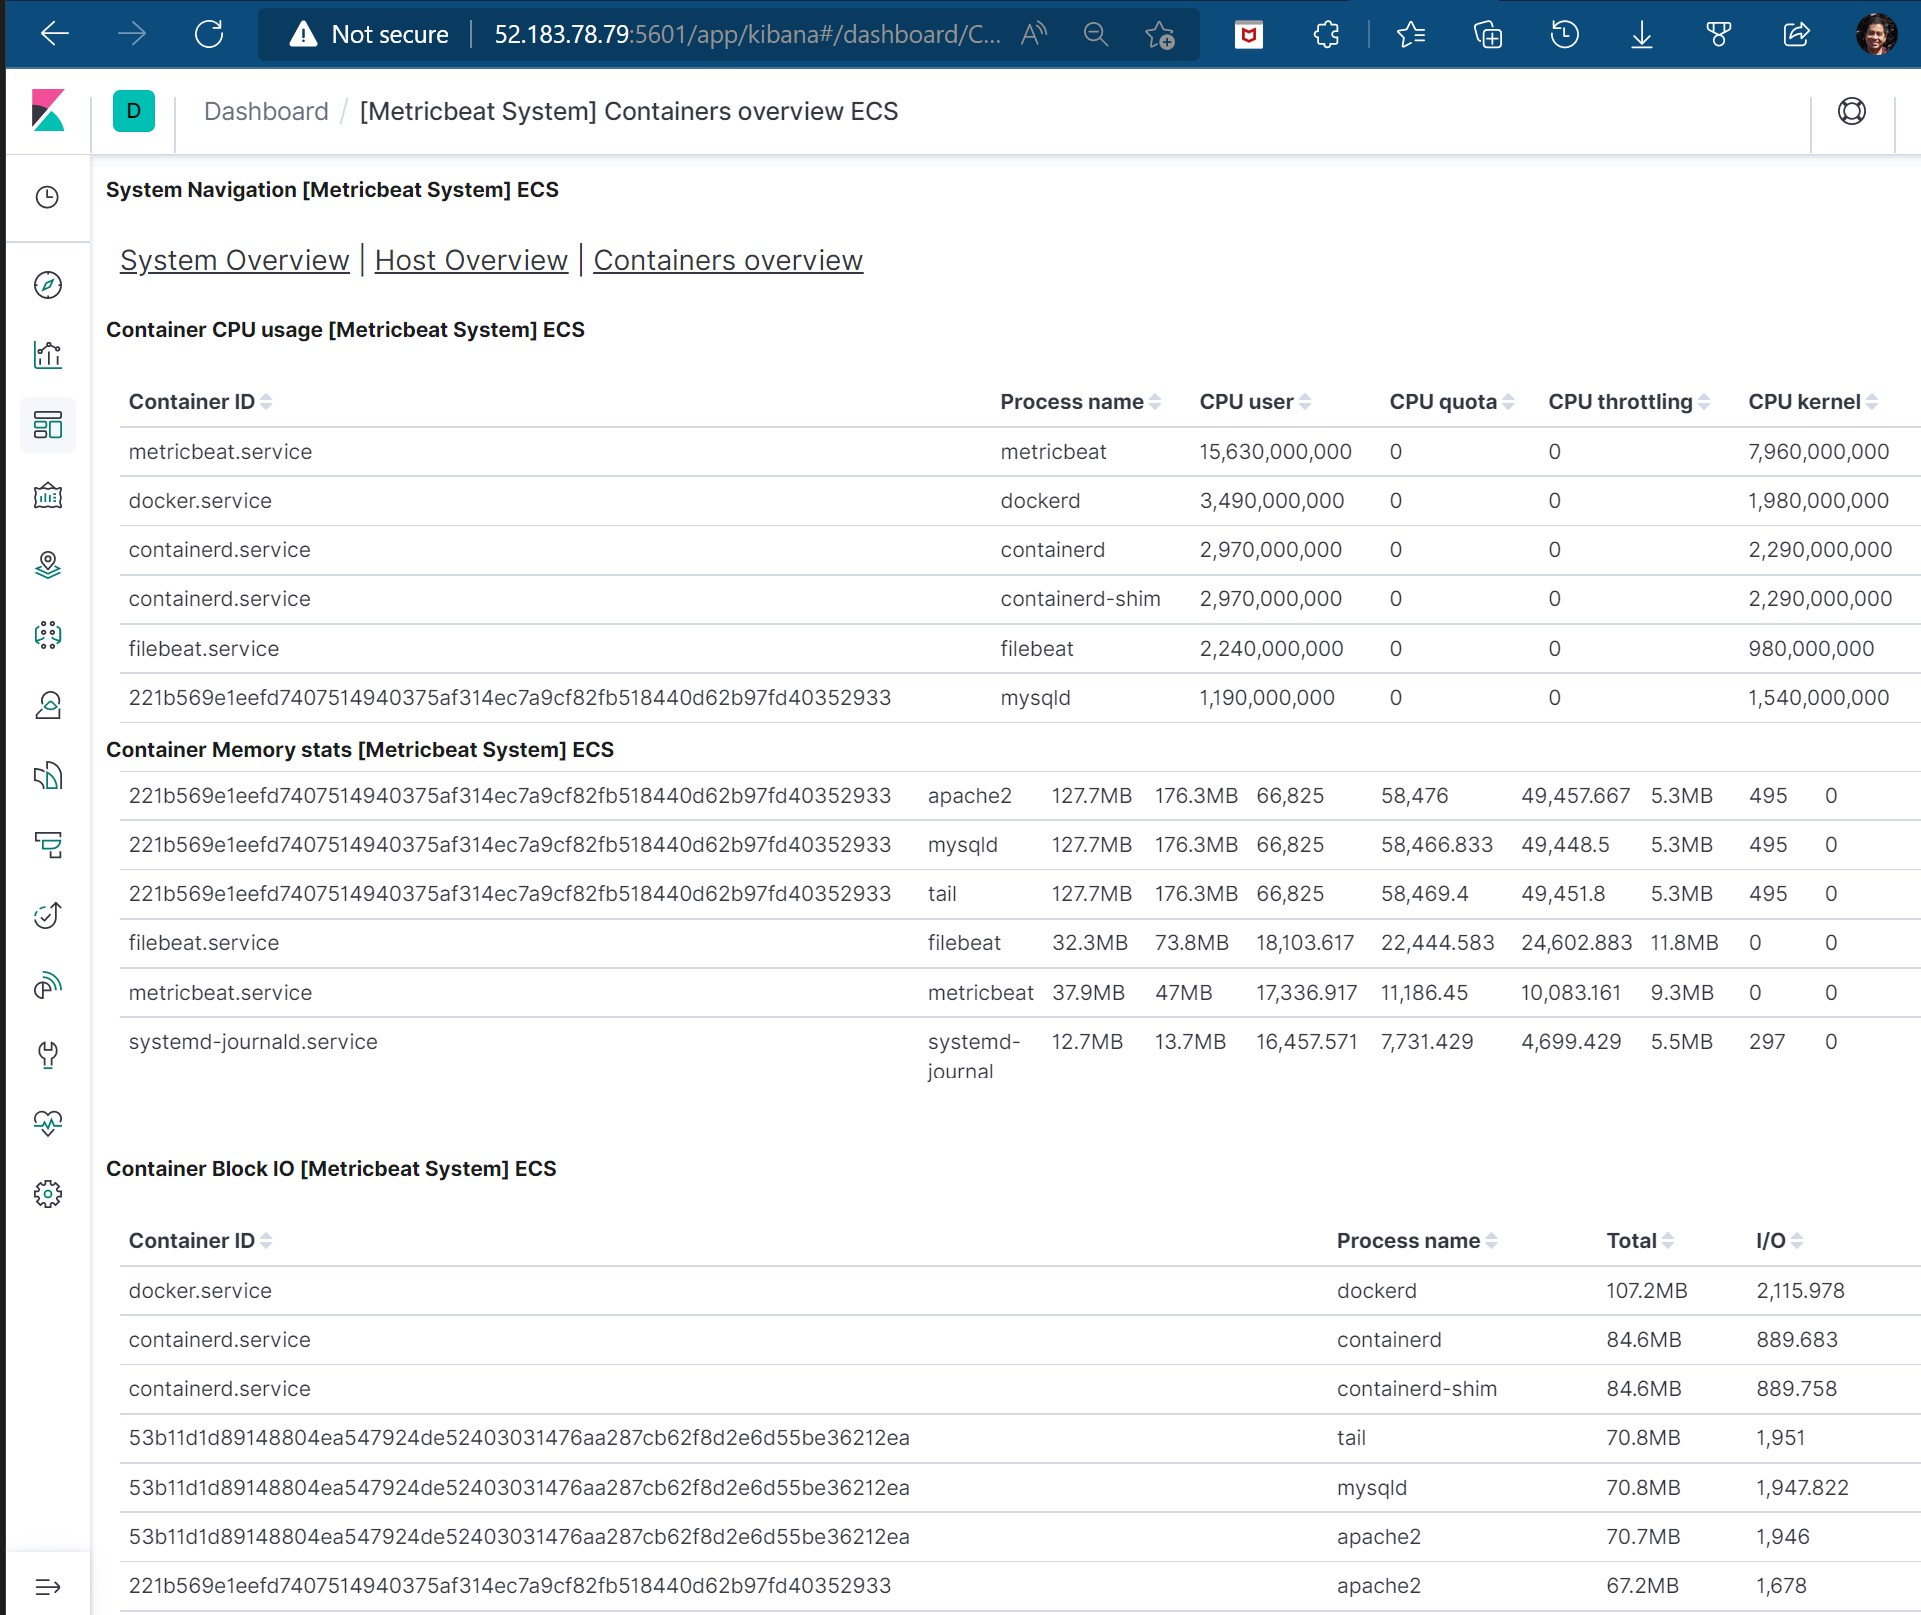 Not secure 52.183.78.79:5601/app/kibana#/dashboard/C...
D Dashboard / [Metricbeat System] Containers overview ECS
System Navigation [Metricbeat System] ECS
System Overview | Host Overview | Containers overview
Container CPU usage [Metricbeat System] ECS
Container ID Process name CPU user CPU quota CPU throttling CPU kernel
metricbeat.service metricbeat 15,630,000,000 0 0 7,960,000,000
docker.service dockerd 3,490,000,000 0 0 1,980,000,000
containerd.service containerd 2,970,000,000 0 0 2,290,000,000
containerd.service containerd-shim 2,970,000,000 0 0 2,290,000,000
filebeat.service filebeat 2,240,000,000 0 0 980,000,000
221b569e1eefd7407514940375af314ec7a9cf82fb518440d62b97fd40352933 mysqld 1,190,000,000 0 0 1,540,000,000
Container Memory stats [Metricbeat System] ECS
221b569e1eefd7407514940375af314ec7a9cf82fb518440d62b97fd40352933 apache2 127.7MB 176.3MB 66,825 58,476 49,457.667 5.3MB 495 0
221b569e1eefd7407514940375af314ec7a9cf82fb518440d62b97fd40352933 mysqld 127.7MB 176.3MB 66,825 58,466.833 49,448.5 5.3MB 495 0
221b569e1eefd7407514940375af314ec7a9cf82fb518440d62b97fd40352933 tail 127.7MB 176.3MB 66,825 58,469.4 49,451.8 5.3MB 495 0
filebeat.service filebeat 32.3MB 73.8MB 18,103.617 22,444.583 24,602.883 11.8MB 0 0
metricbeat.service metricbeat 37.9MB 47MB 17,336.917 11,186.45 10,083.161 9.3MB 0 0
systemd-journald.service systemd- 12.7MB 13.7MB 16,457.571 7,731.429 4,699.429 5.5MB 297 0
journal
Container Block IO [Metricbeat System] ECS
Container ID Process name Total I/O
docker.service dockerd 107.2MB 2,115.978
containerd.service containerd 84.6MB 889.683
containerd.service containerd-shim 84.6MB 889.758
53b11d1d89148804ea547924de52403031476aa287cb62f8d2e6d55be36212ea tail 70.8MB 1,951
53b11d1d89148804ea547924de52403031476aa287cb62f8d2e6d55be36212ea mysqld 70.8MB 1,947.822
53b11d1d89148804ea547924de52403031476aa287cb62f8d2e6d55be36212ea apache2 70.7MB 1,946
221b569e1eefd7407514940375af314ec7a9cf82fb518440d62b97fd40352933 apache2 67.2MB 1,678